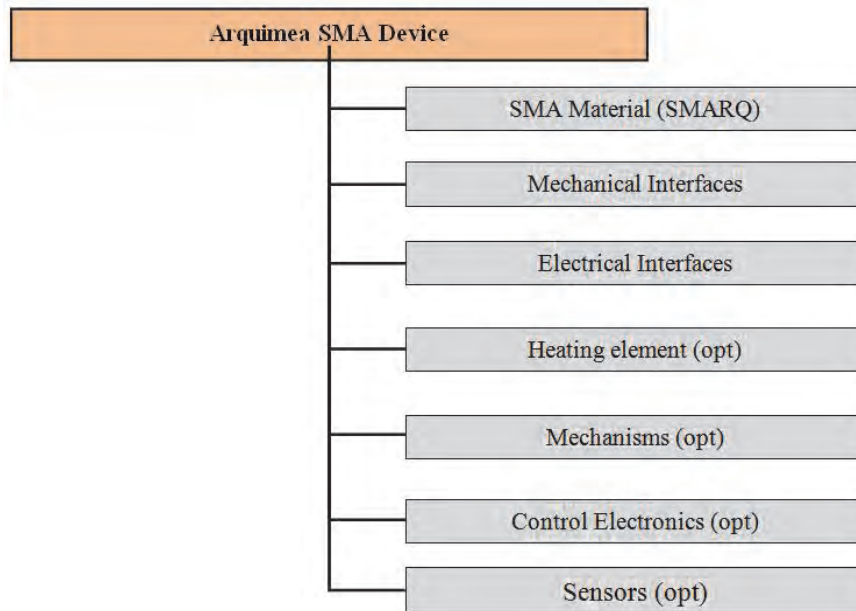 Arquimea SMA Device
SMA Material (SMARQ)
Mechanical Interfaces
Electrical Interfaces
Heating element (opt)
Mechanisms (opt)
Control Electronics (opt)
Sensors (opt)